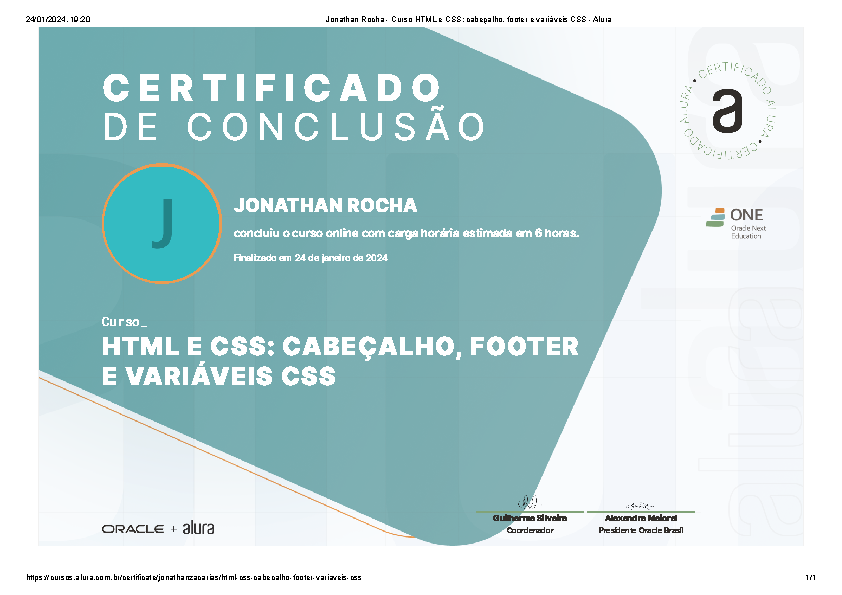 24/01/2024, 19:20
Jonathan Rocha - Curso HTML e CSS: cabeçalho, footer e variáveis CSS - Alura
CERTIFICADO
DE CONCLUSÃO
CERTIFICADO ALURA • CERTIFICADO ALURA •
a
J
JONATHAN ROCHA
concluiu o curso online com carga horária estimada em 6 horas.
Finalizado em 24 de janeiro de 2024
ONE
Oracle Next
Education
Curso_
HTML E CSS: CABEÇALHO, FOOTER
E VARIÁVEIS CSS
alura
ORACLE + alura
Guilherme Silveira
Coordenador
Alexandre Maioral
Presidente Oracle Brasil
https://cursos.alura.com.br/certificate/jonathanzacarias/html-css-cabecalho-footer-variaveis-css
1/1